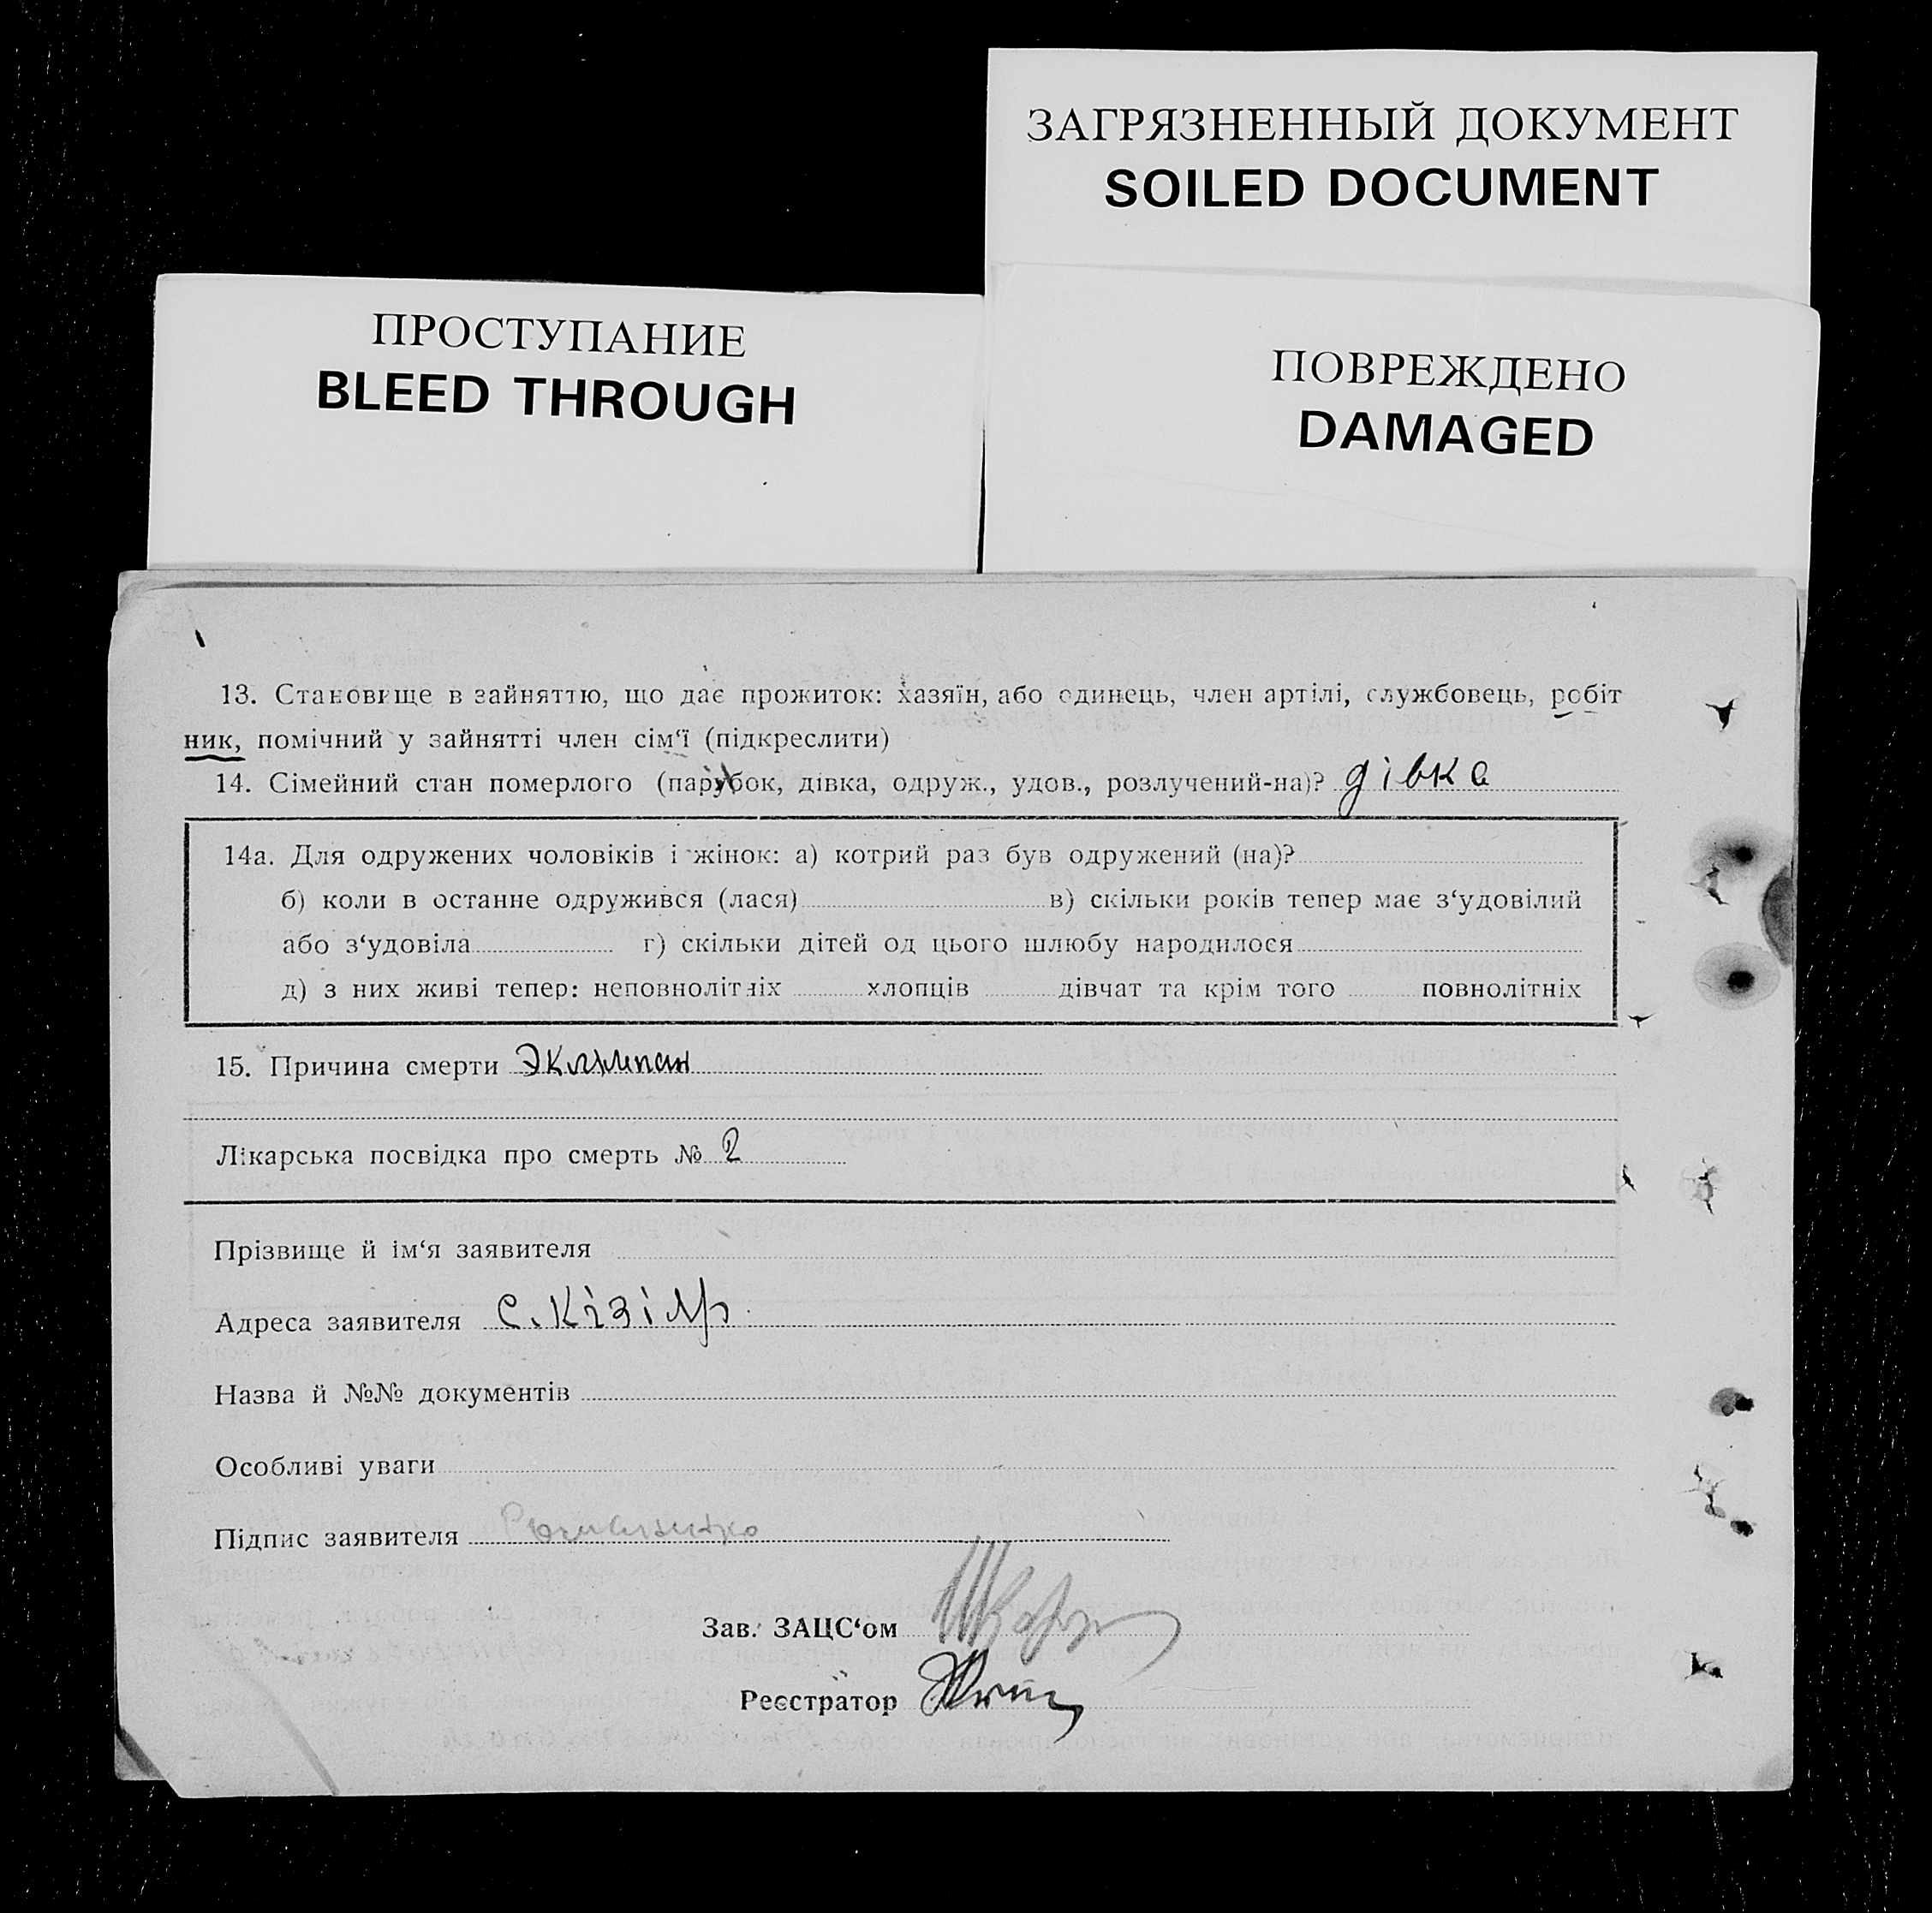 ЗАГРЯЗНЕННЫЙ ДОКУМЕНТ
SOILED DOCUMENT
ПРОСТУПАНИЕ
BLEED THROUGH
ПОВРЕЖДЕНО
DAMAGED
13. Становище в зайняттю, що дає прожиток: хазяїн, або одинець, член артілі, службовець, робіт
ник, помічний у зайнятті член сім‘ї (підкреслити)
14. Сімейний стан померлого (парубок, дівка, одруж., удов., розлучений-на)? дівка
14а. Для одружених чоловіків і жінок: а) котрий раз був одружений (на)?
б) коли в останнє одружився (лася) в) скільки років тепер має з‘удовілий
або з‘удовіла г) скільки дітей од цього шлюбу народилося
д) з них живі тепер: неповнолітніх хлопців дівчат та крім того повнолітніх
15. Причина смерти
Лікарська посвідка про смерть № 2
Прізвище й ім‘я заявителя
Адреса заявителя с. Кізіляр
Назва й №№ документів
Особливі уваги
Підпис заявителя
Зав. ЗАЦС‘ом
Реєстратор